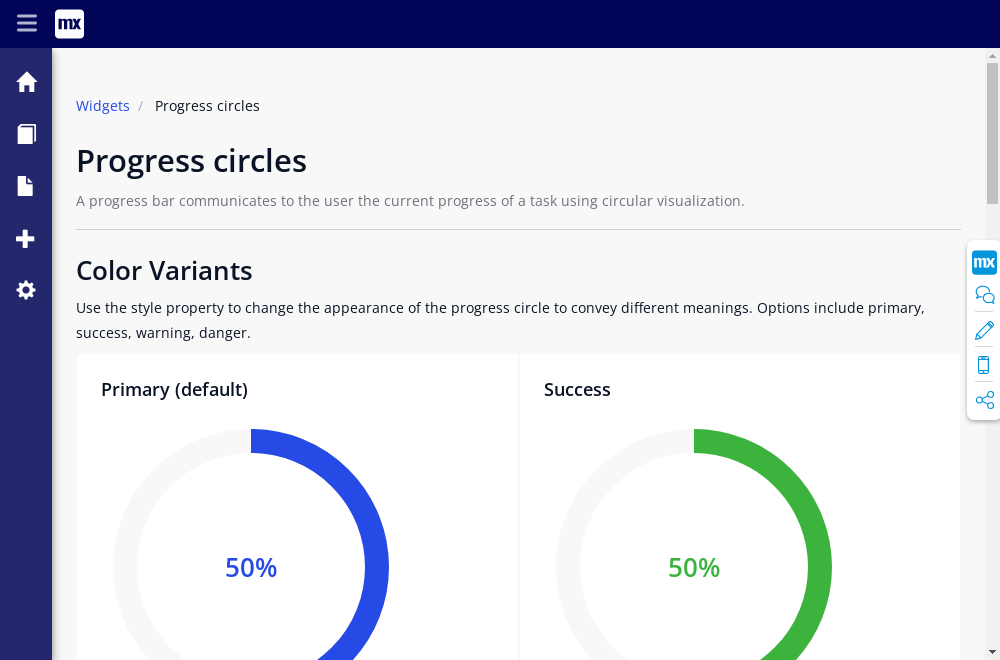 mx
Widgets / Progress circles
Progress circles
A progress bar communicates to the user the current progress of a task using circular visualization.
mx
Color Variants
Use the style property to change the appearance of the progress circle to convey different meanings. Options include primary,
success, warning, danger.
Primary (default)
Success
50%
50%